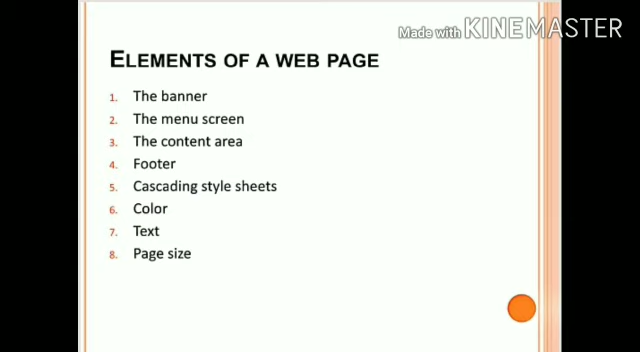 Made with KINEMASTER
ELEMENTS OF A WEB PAGE
1. The banner
2. The menu screen
3. The content area
4. Footer
5. Cascading style sheets
6. Color
7. Text
8. Page size